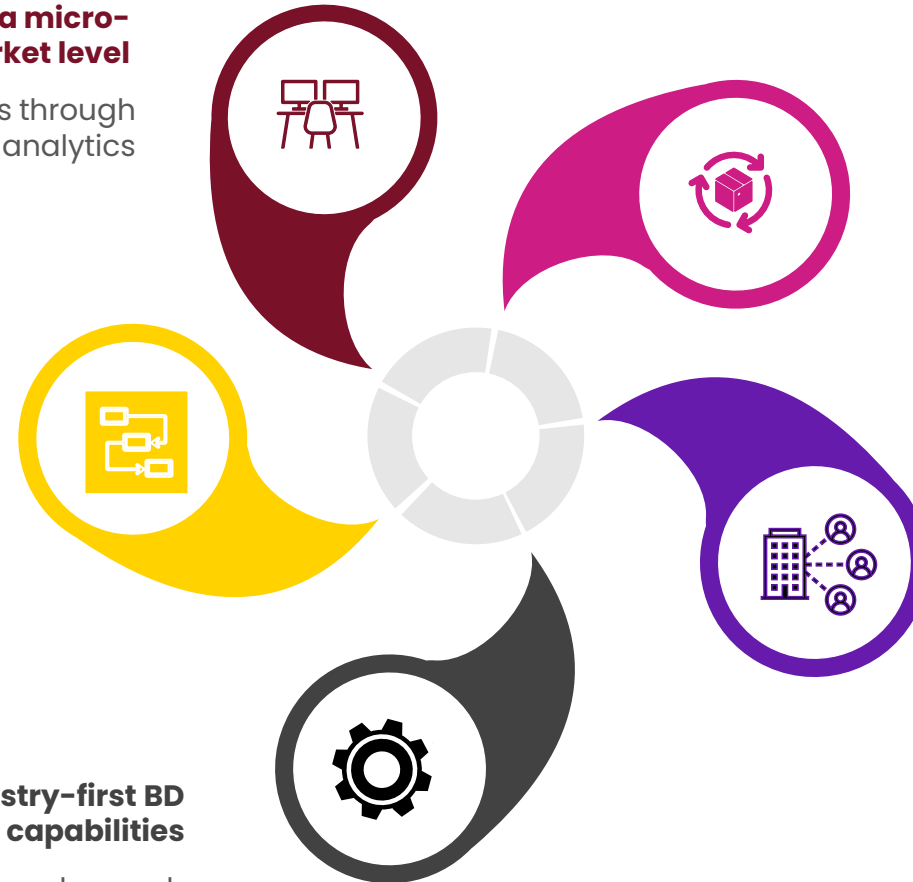 a micro-
rket level
s through
analytics
stry-first BD
capabilities